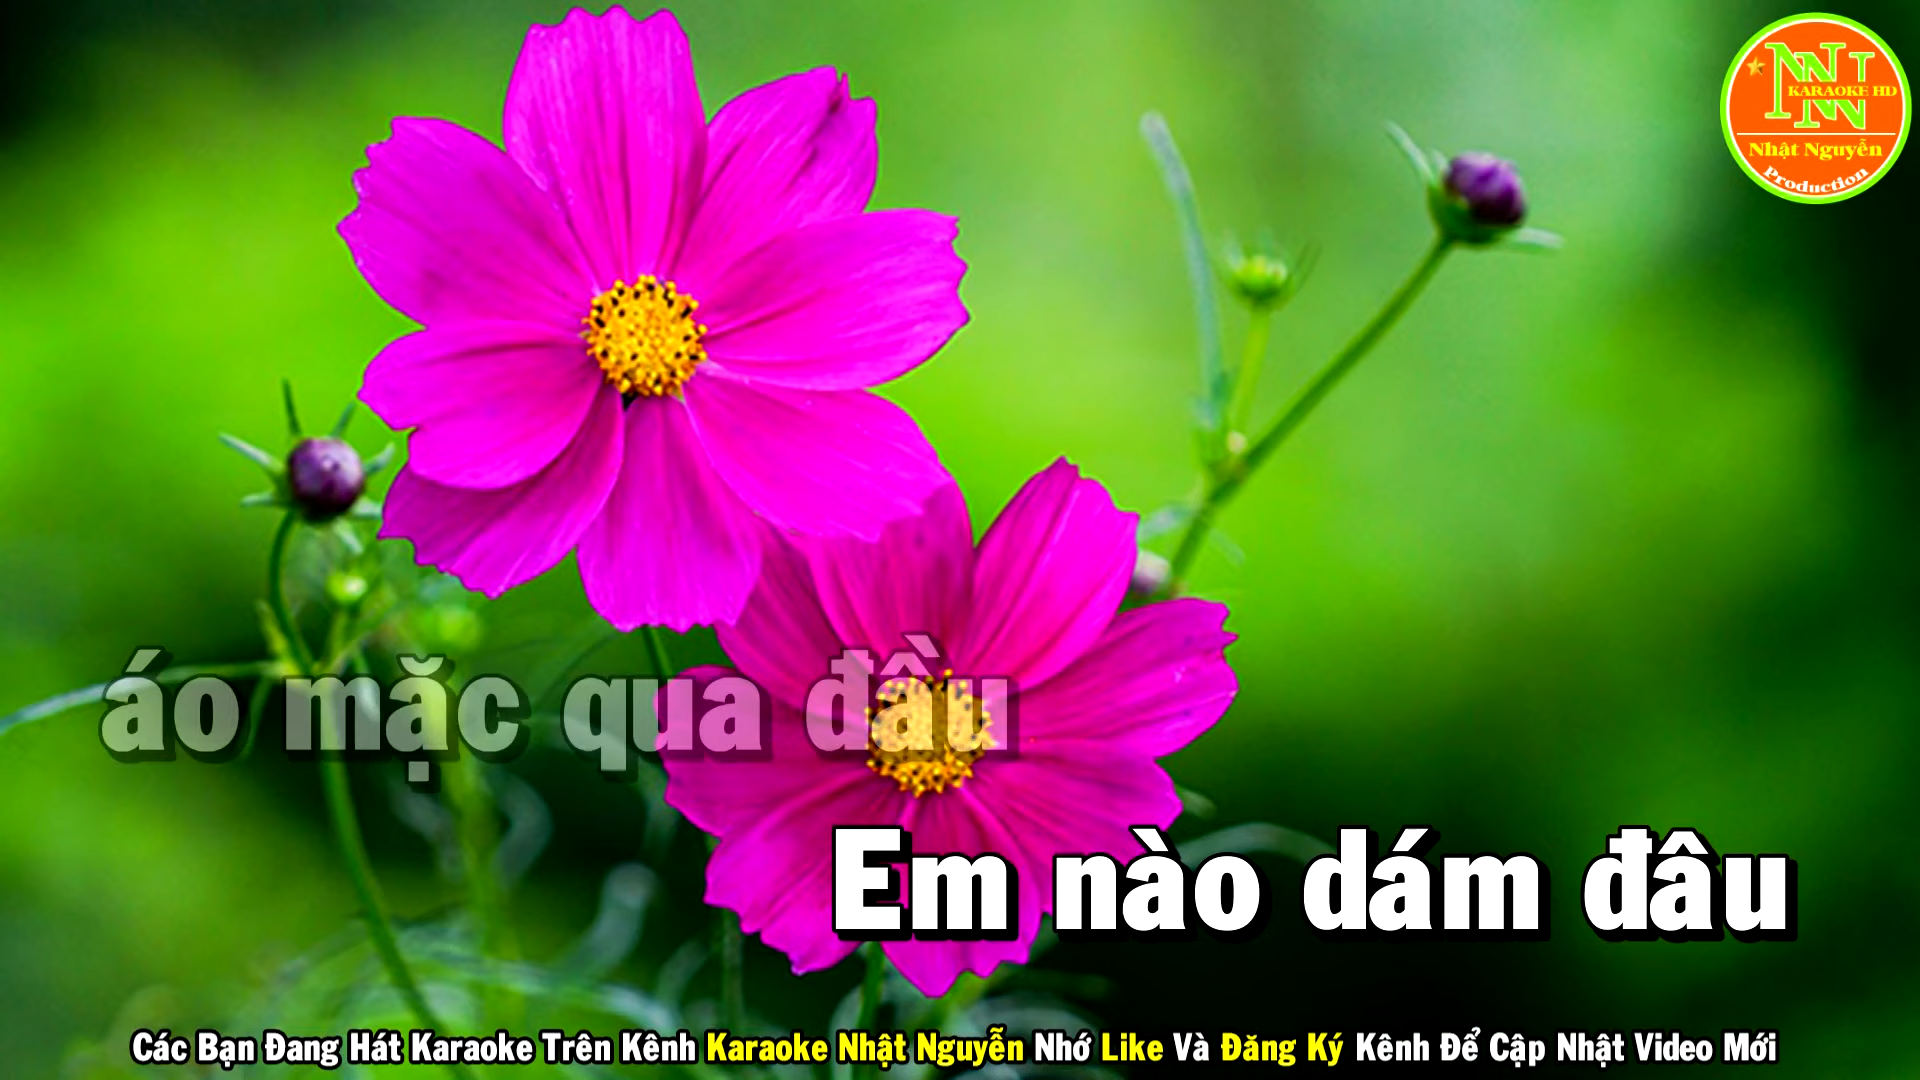 NNN
KARAOKE HD
Nhật Nguyễn
Production
áo mặc qua đầu
Em nào dám đâu
Các Bạn Đang Hát Karaoke Trên Kênh Karaoke Nhật Nguyễn Nhớ Like Và Đăng Ký Kênh Để Cập Nhật Video Mới